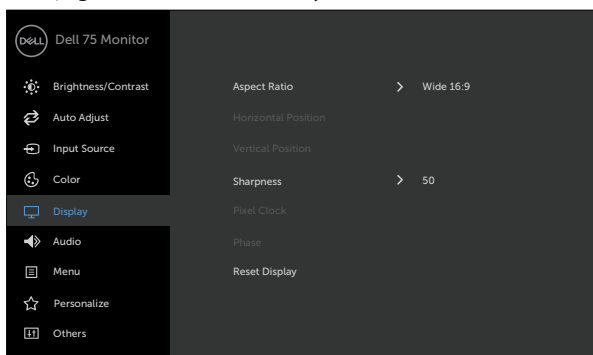 DELL Dell 75 Monitor
Brightness/Contrast
Aspect Ratio > Wide 16:9
Auto Adjust
Horizontal Position
Input Source
Vertical Position
Color
Sharpness > 50
Display
Pixel Clock
Audio
Phase
Menu
Reset Display
Personalize
Others